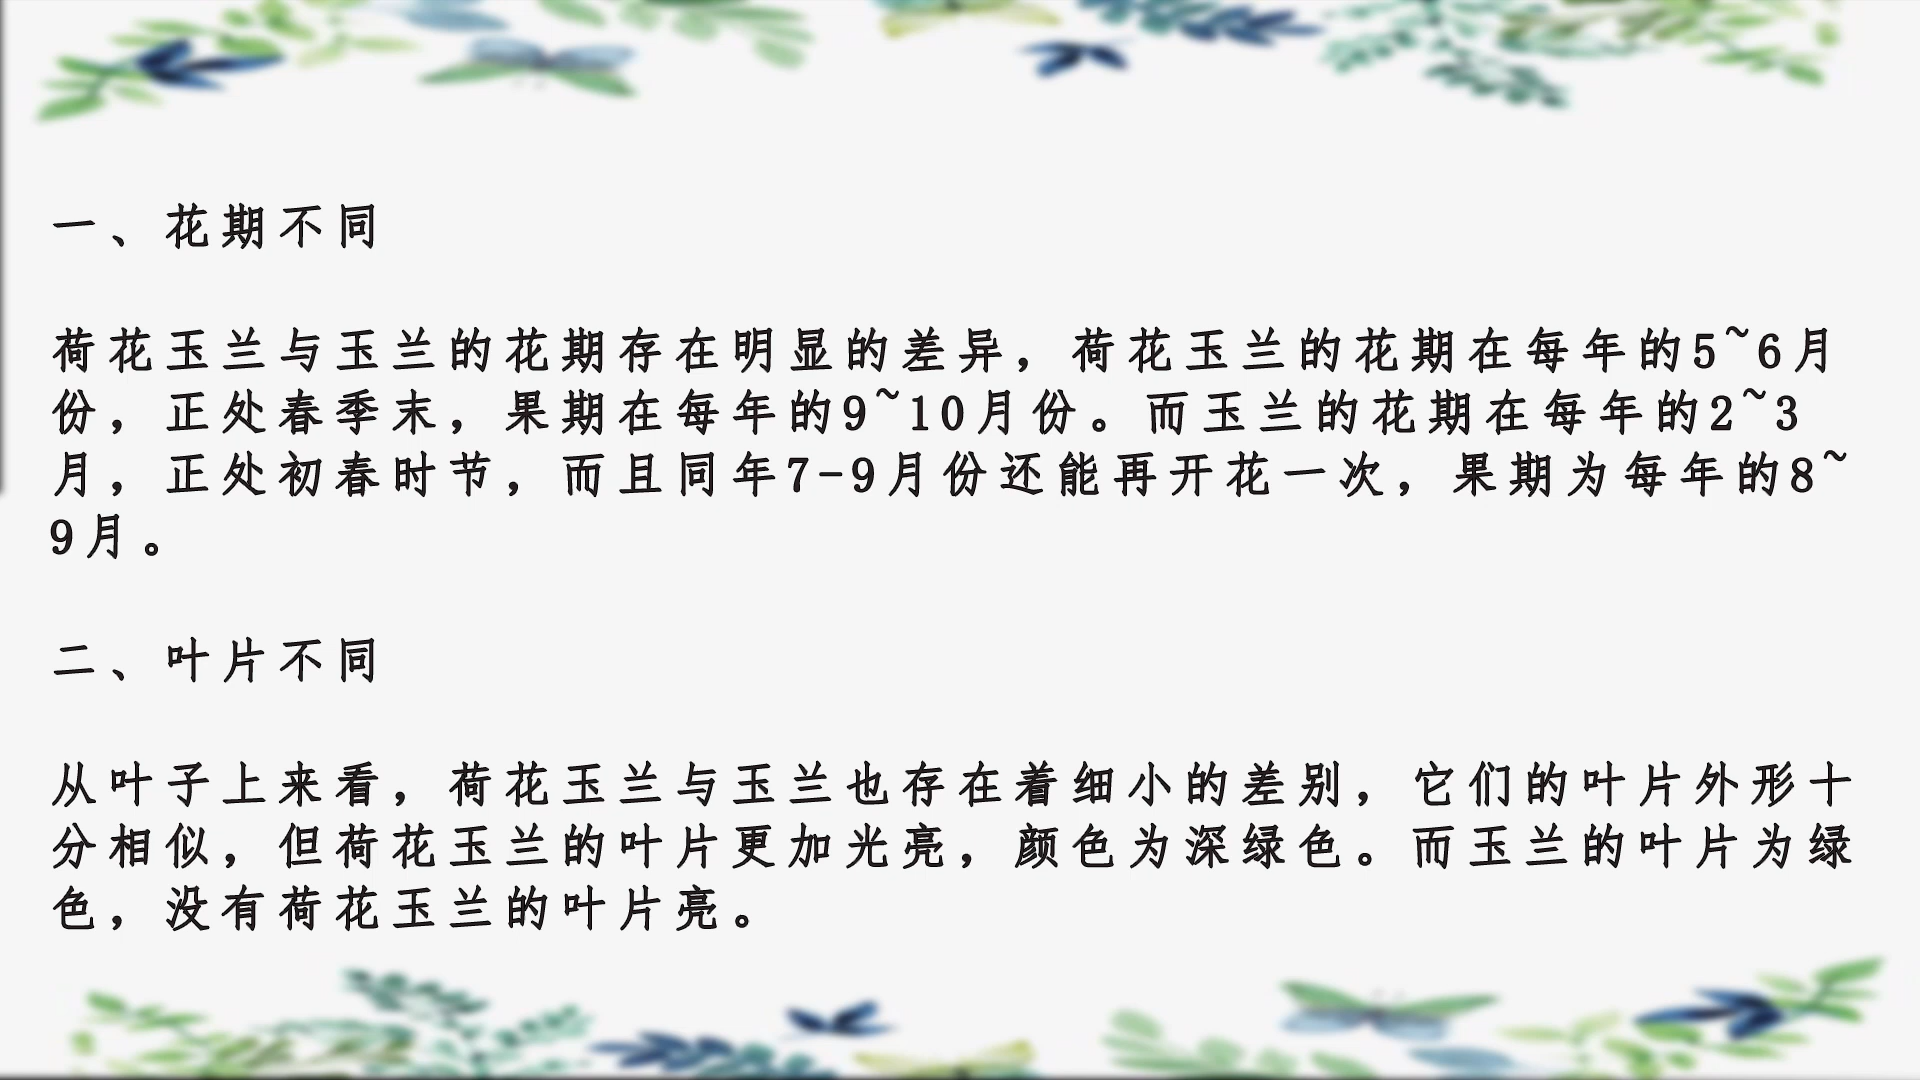 一、花期不同
荷花玉兰与玉兰的花期存在明显的差异，荷花玉兰的花期在每年的5~6月
份，正处春季末，果期在每年的9~10月份。而玉兰的花期在每年的2~3
月，正处初春时节，而且同年7-9月份还能再开花一次，果期为每年的8~
9月。
二、叶片不同
从叶子上来看，荷花玉兰与玉兰也存在着细小的差别，它们的叶片外形十
分相似，但荷花玉兰的叶片更加光亮，颜色为深绿色。而玉兰的叶片为绿
色，没有荷花玉兰的叶片亮。